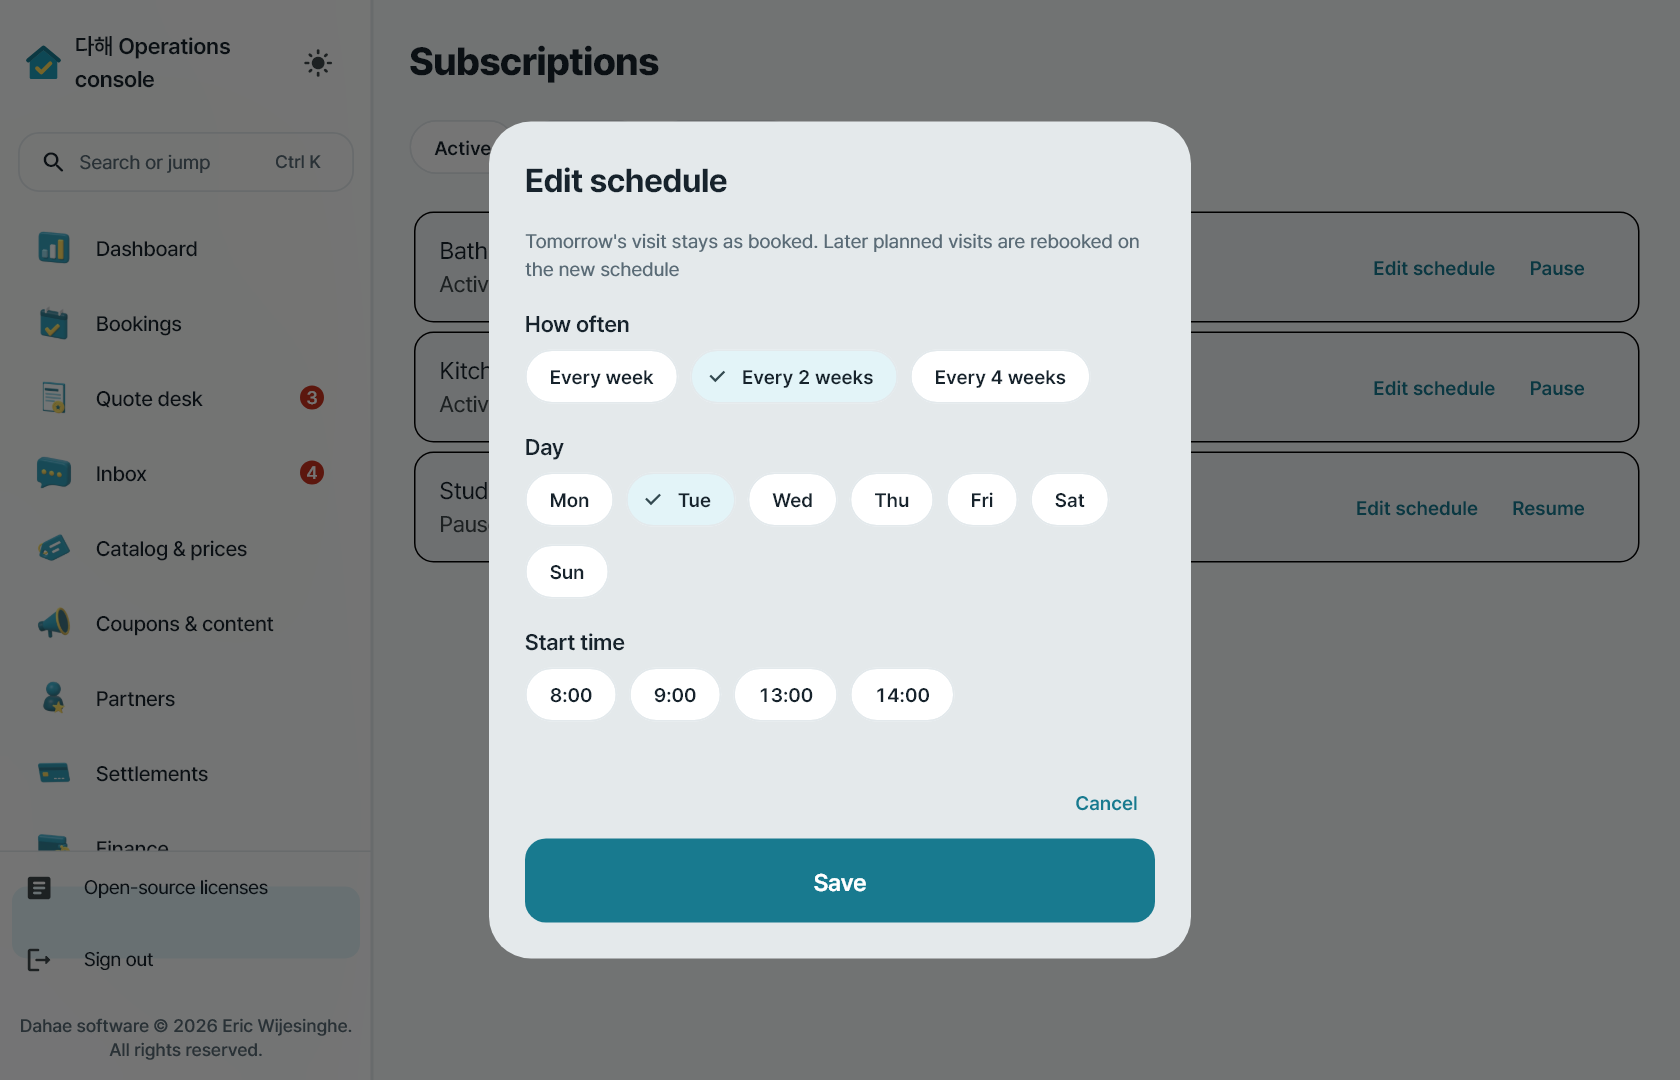 다해 Operations
console
Search or jump
Ctrl K
Dashboard
Bookings
Quote desk
3
Inbox
4
Catalog & prices
Coupons & content
Partners
Settlements
Finance
Open-source licenses
Sign out
Dahae software © 2026 Eric Wijesinghe.
All rights reserved.
Subscriptions
Active
Bath
Activ
Edit schedule
Pause
Kitch
Activ
Edit schedule
Pause
Stud
Paus
Edit schedule
Resume
Edit schedule
Tomorrow's visit stays as booked. Later planned visits are rebooked on
the new schedule
How often
Every week
Every 2 weeks
Every 4 weeks
Day
Mon
Tue
Wed
Thu
Fri
Sat
Sun
Start time
8:00
9:00
13:00
14:00
Cancel
Save